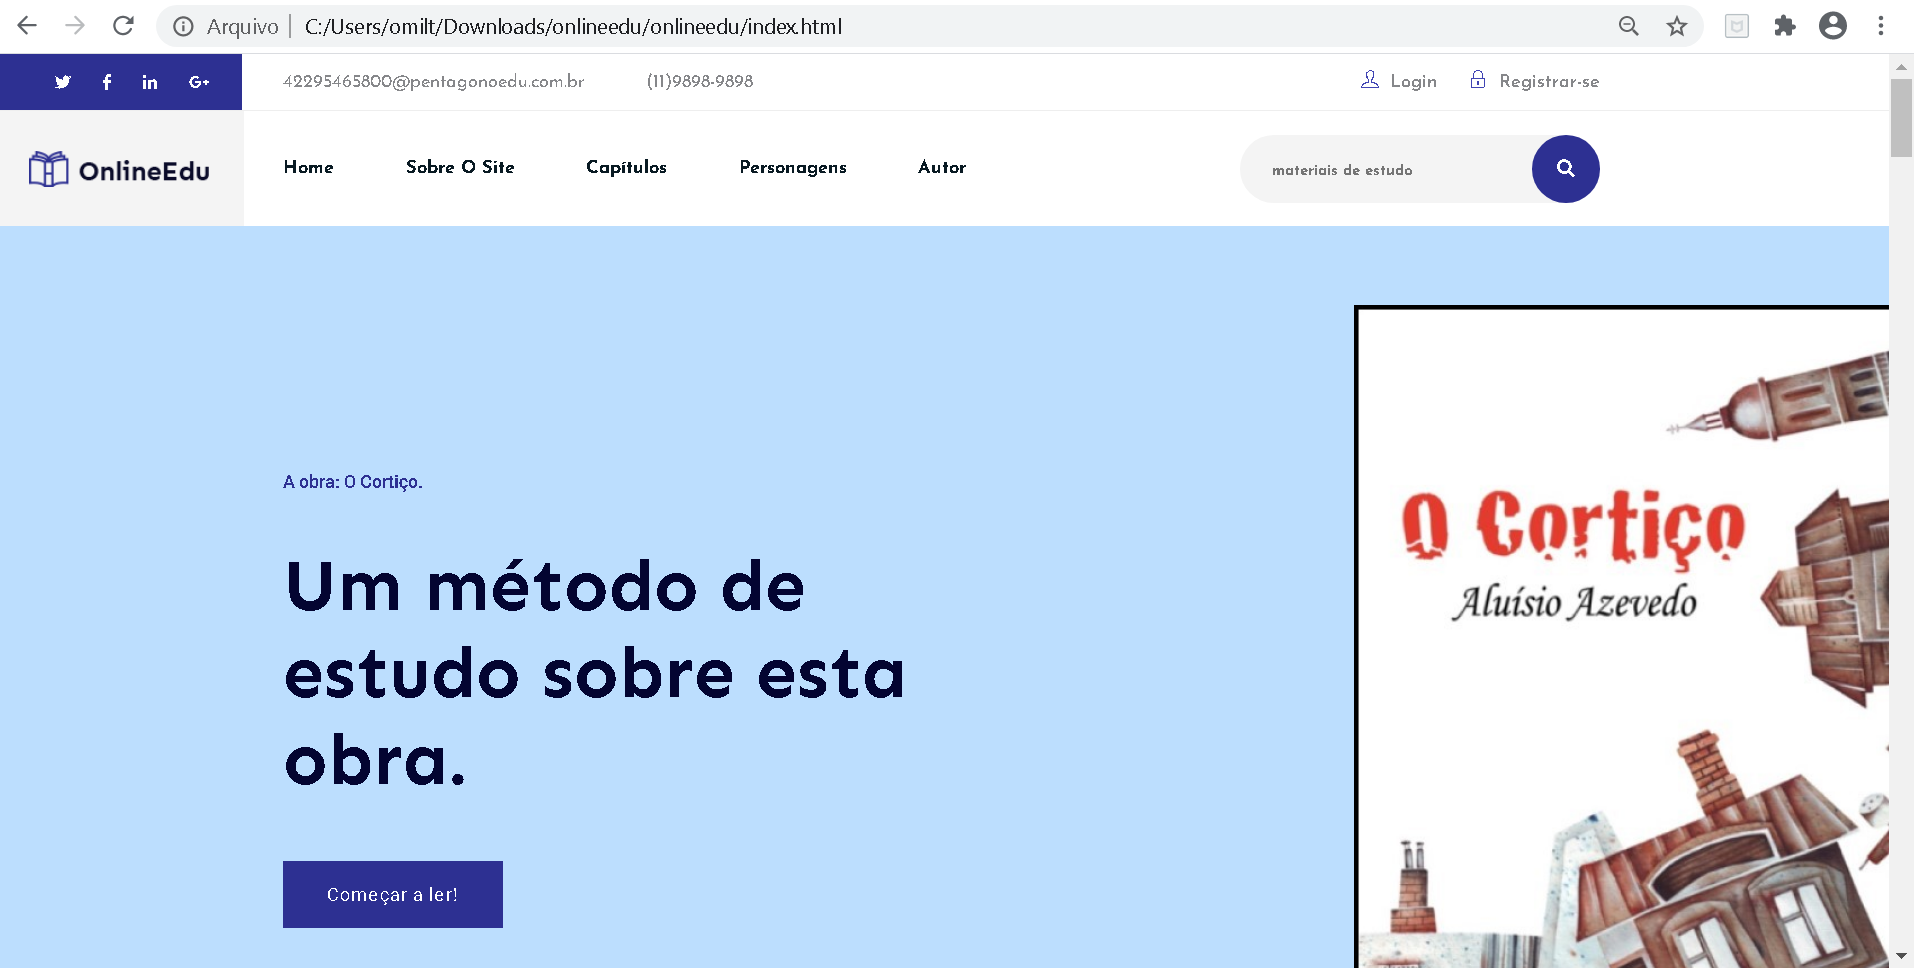 Arquivo | C:/Users/omilt/Downloads/onlineedu/onlineedu/index.html
42295465800@pentagonoedu.com.br (11)9898-9898 Login Registrar-se
OnlineEdu Home Sobre O Site Capítulos Personagens Autor materiais de estudo
A obra: O Cortiço.
Um método de
estudo sobre esta
obra.
Começar a ler!
O Cortiço
Aluísio Azevedo